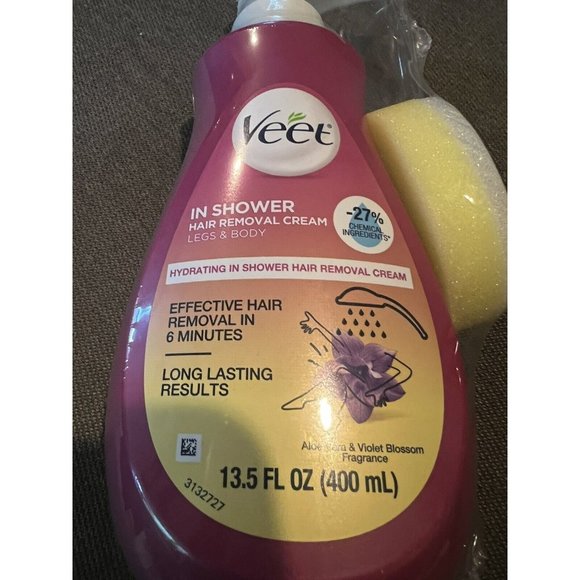 Veet®
IN SHOWER
HAIR REMOVAL CREAM
LEGS & BODY
-27%
CHEMICAL
INGREDIENTS*
HYDRATING IN SHOWER HAIR REMOVAL CREAM
EFFECTIVE HAIR
REMOVAL IN
6 MINUTES
LONG LASTING
RESULTS
Aloe Vera & Violet Blossom
Fragrance
13.5 FL OZ (400 mL)
3132727